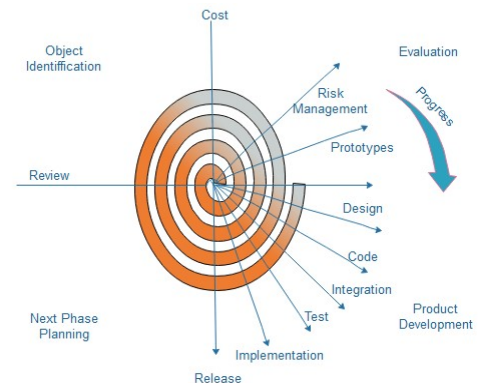 Cost
Object
Identiffication
Evaluation
Progress
Risk
Management
Prototypes
Review
Design
Code
Integration
Next Phase
Planning
Test
Product
Development
Implementation
Release